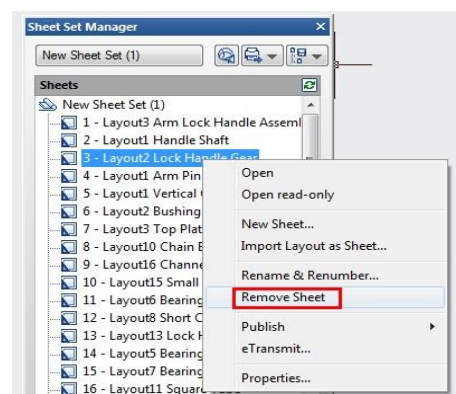 Sheet Set Manager
New Sheet Set (1)
Sheets
New Sheet Set (1)
1 - Layout3 Arm Lock Handle Asseml
2 - Layout1 Handle Shaft
3 - Layout2 Lock Handle Gear
4 - Layout1 Arm Pin
5 - Layout1 Vertical
6 - Layout2 Bushing
7 - Layout3 Top Plat
8 - Layout10 Chain
9 - Layout16 Channe
10 - Layout15 Small
11 - Layout6 Bearing
12 - Layout8 Short C
13 - Layout13 Lock H
14 - Layout5 Bearing
15 - Layout7 Bearing
16 - Layout11 Square
Open
Open read-only
New Sheet...
Import Layout as Sheet...
Rename & Renumber...
Remove Sheet
Publish
eTransmit...
Properties...